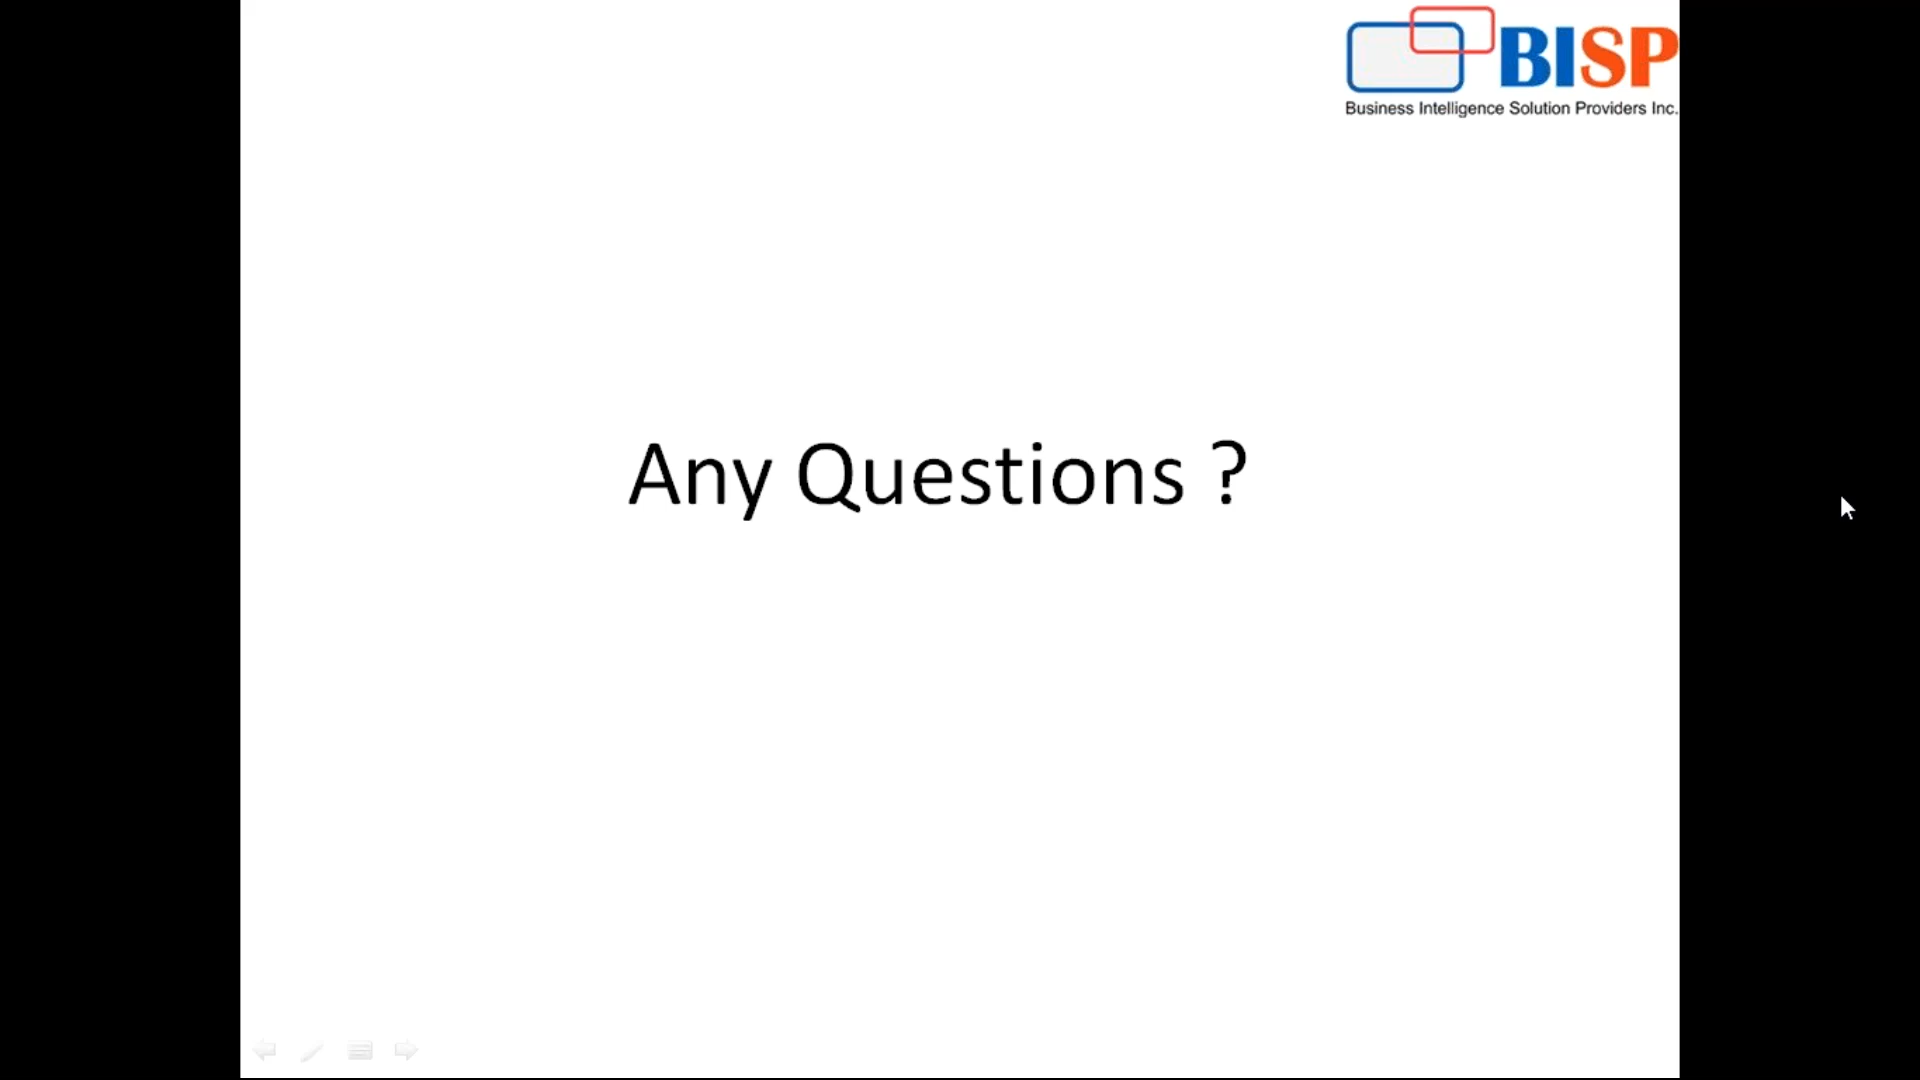 BISP
Business Intelligence Solution Providers Inc.
Any Questions ?